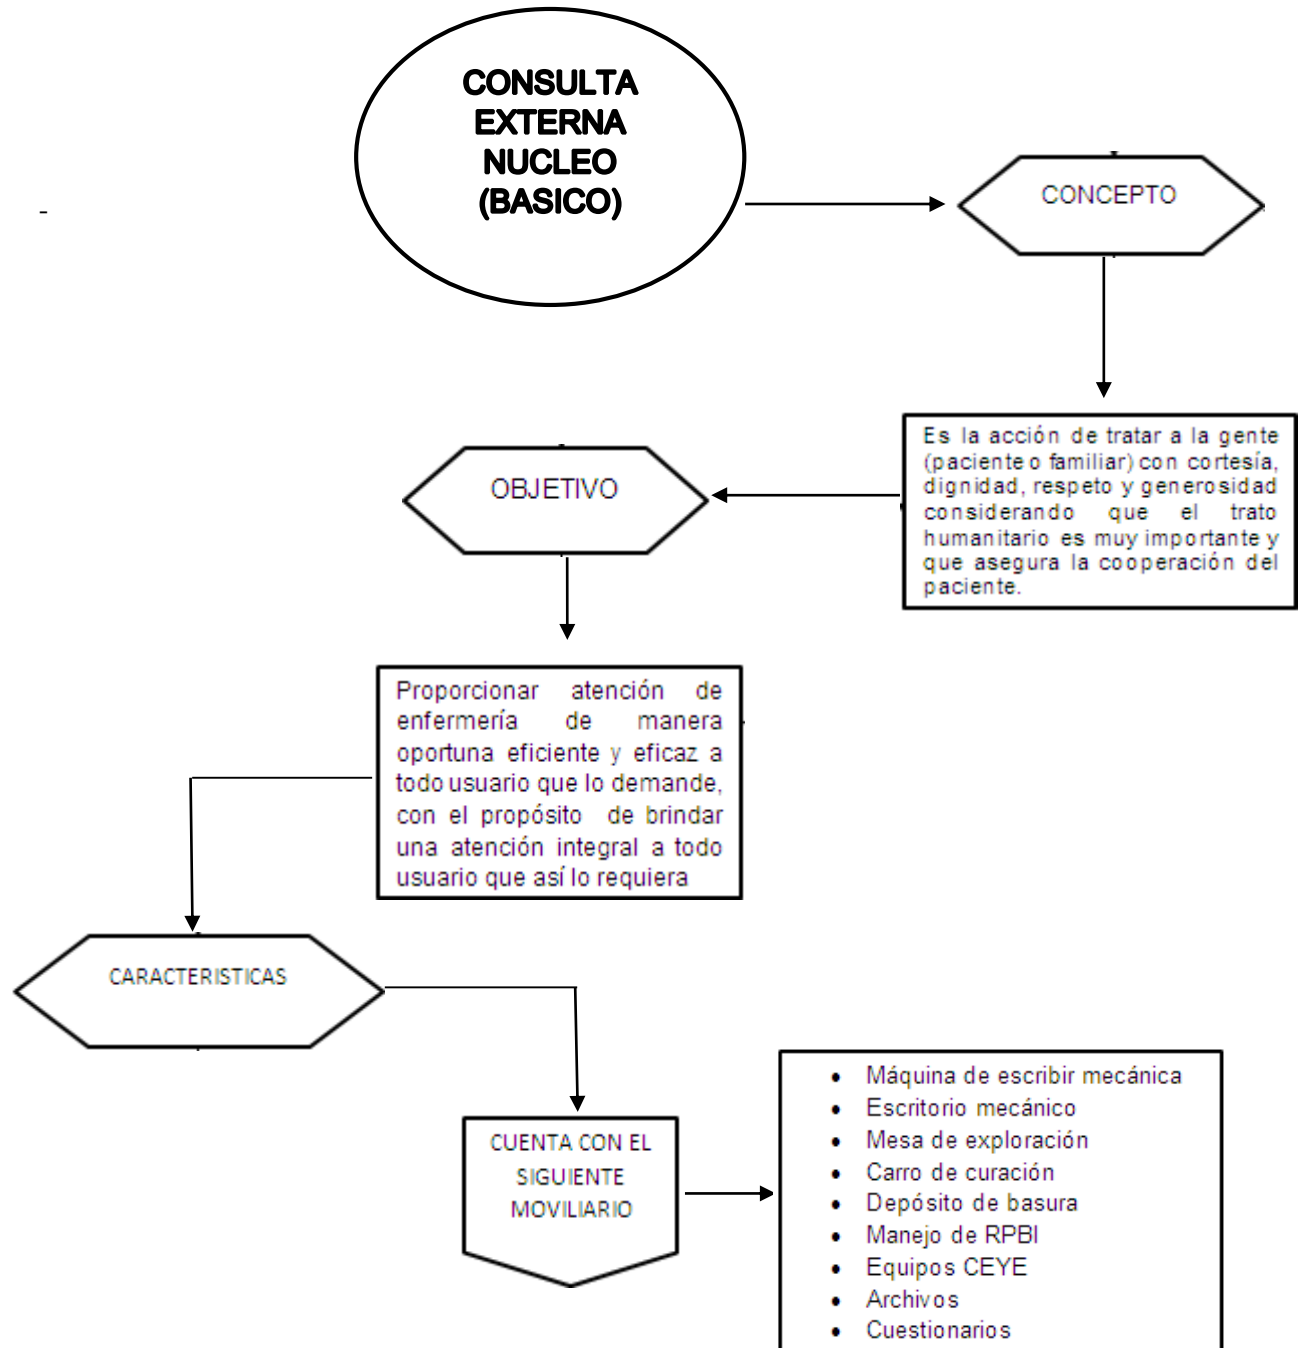 CONSULTA
EXTERNA
NUCLEO
(BASICO)
-
CONCEPTO
Es la acción de tratar a la gente
(paciente o familiar) con cortesía,
dignidad, respeto y generosidad
considerando que el trato
humanitario es muy importante y
que asegura la cooperación del
paciente.
OBJETIVO
Proporcionar atención de
enfermería de manera
oportuna eficiente y eficaz a
todo usuario que lo demande,
con el propósito de brindar
una atención integral a todo
usuario que así lo requiera
CARACTERISTICAS
CUENTA CON EL
SIGUIENTE
MOVILIARIO
• Máquina de escribir mecánica
• Escritorio mecánico
• Mesa de exploración
• Carro de curación
• Depósito de basura
• Manejo de RPBI
• Equipos CEYE
• Archivos
• Cuestionarios